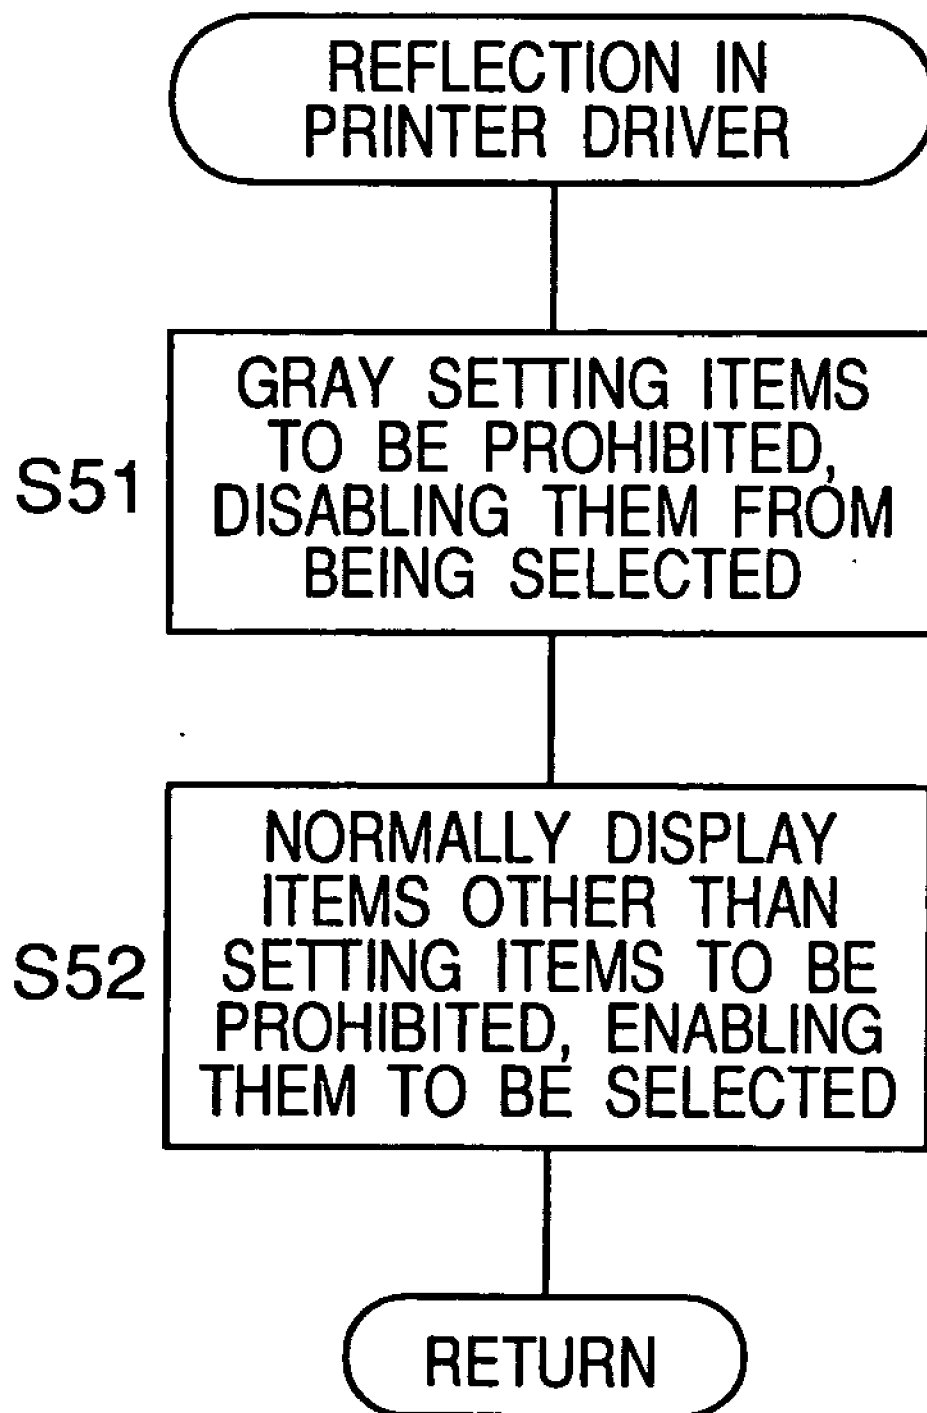 REFLECTION IN
PRINTER DRIVER
S51
GRAY SETTING ITEMS
TO BE PROHIBITED,
DISABLING THEM FROM
BEING SELECTED
S52
NORMALLY DISPLAY
ITEMS OTHER THAN
SETTING ITEMS TO BE
PROHIBITED, ENABLING
THEM TO BE SELECTED
RETURN